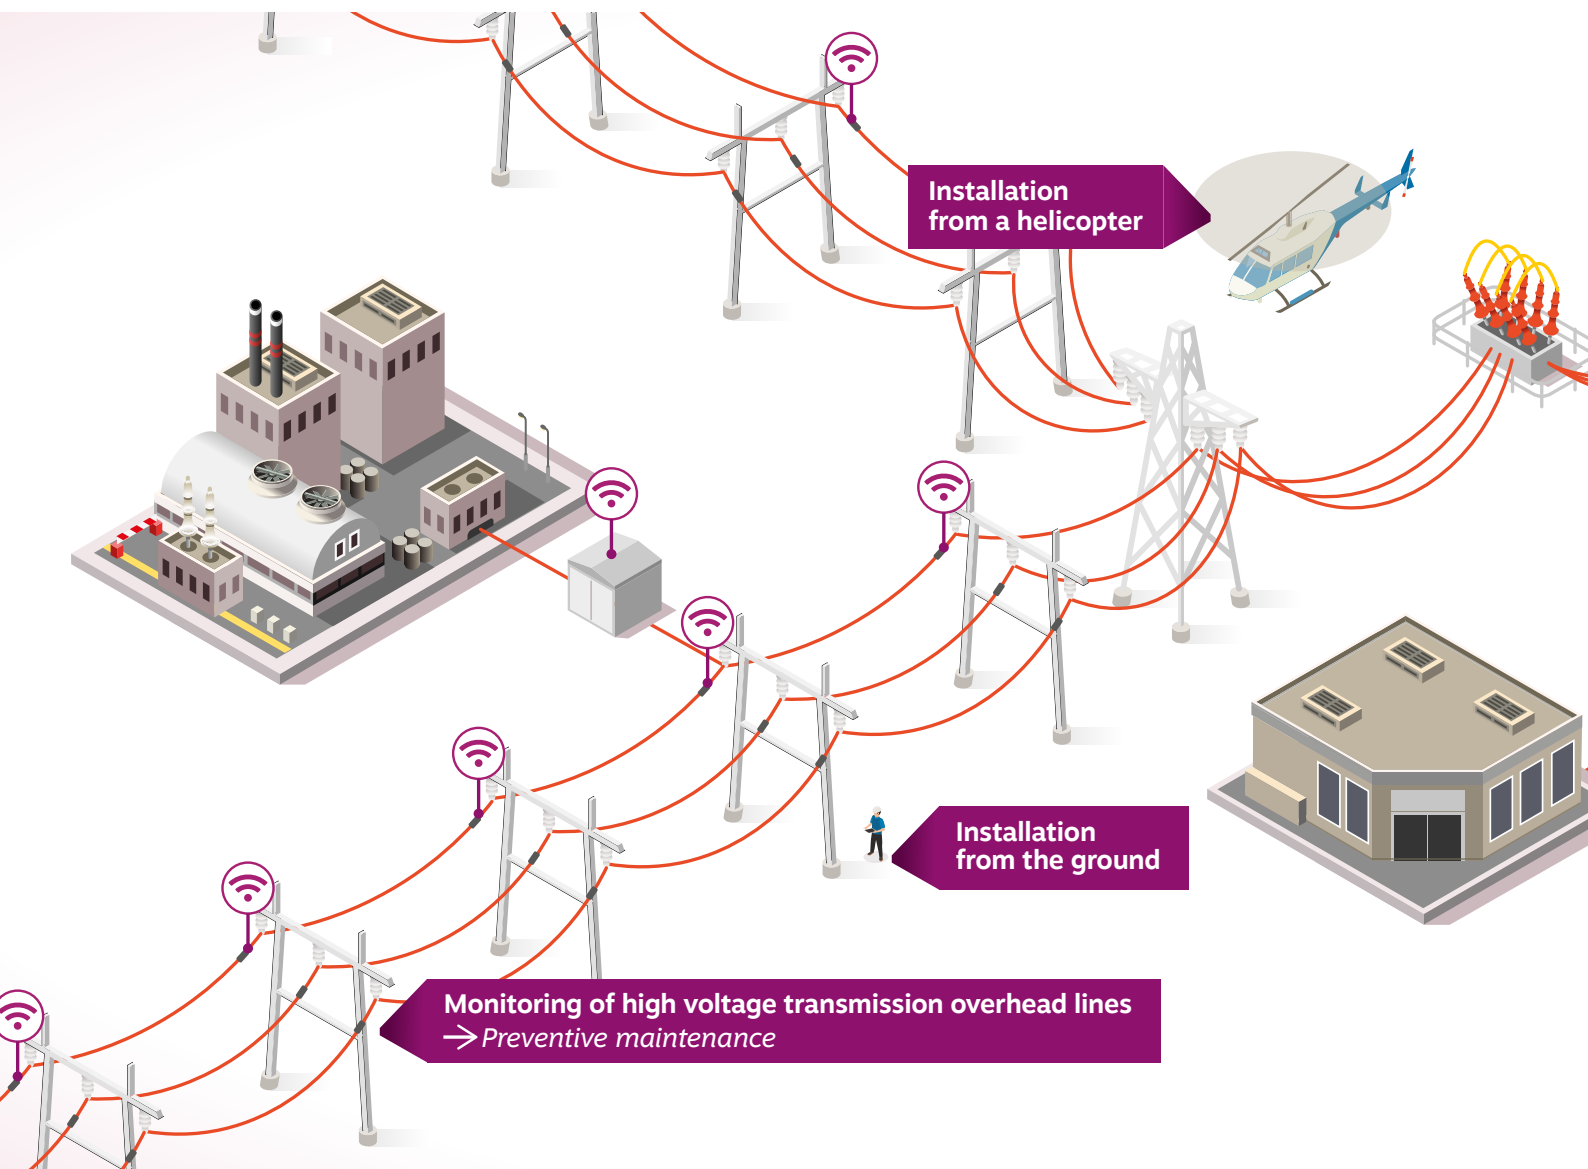 Installation
from a helicopter
Installation
from the ground
Monitoring of high voltage transmission overhead lines
→ Preventive maintenance